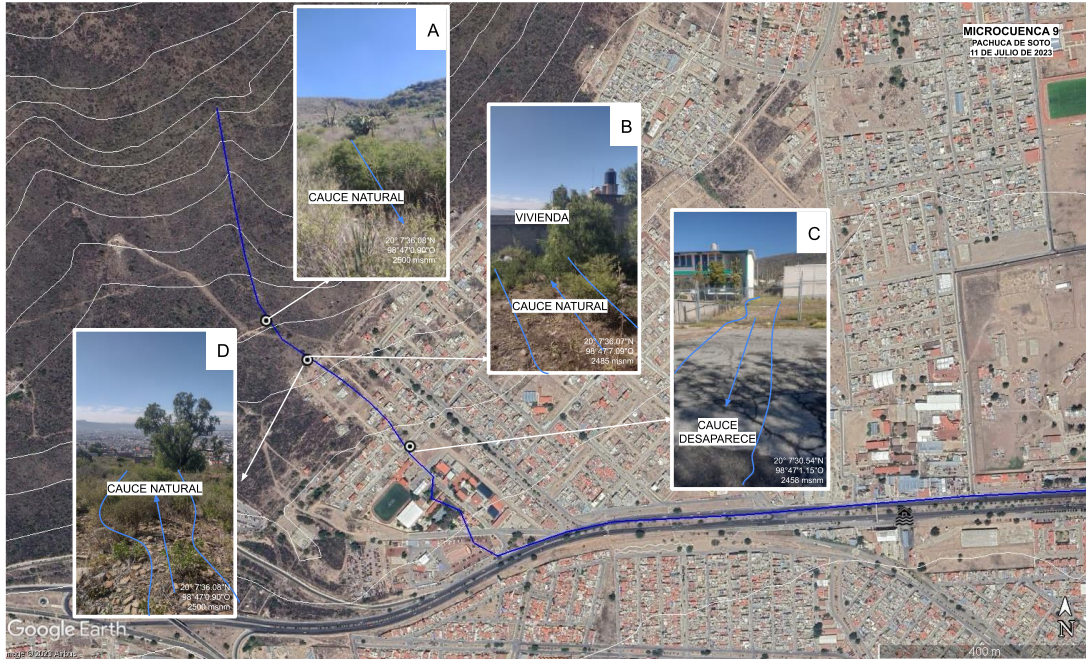 MICROCUENCA 9
PACHUCA DE SOTO
11 DE JULIO DE 2023
A
CAUCE NATURAL
20° 7'36.08"N
98°47'0.90"O
2500 msnm
B
VIVIENDA
CAUCE NATURAL
20° 7'36.07"N
98°47'7.09"O
2485 msnm
C
CAUCE
DESAPARECE
20° 7'30.54"N
98°47'1.15"O
2458 msnm
D
CAUCE NATURAL
20° 7'36.08"N
98°47'0.90"O
2500 msnm
Google Earth
Image © 2023 Airbus
N
400 m